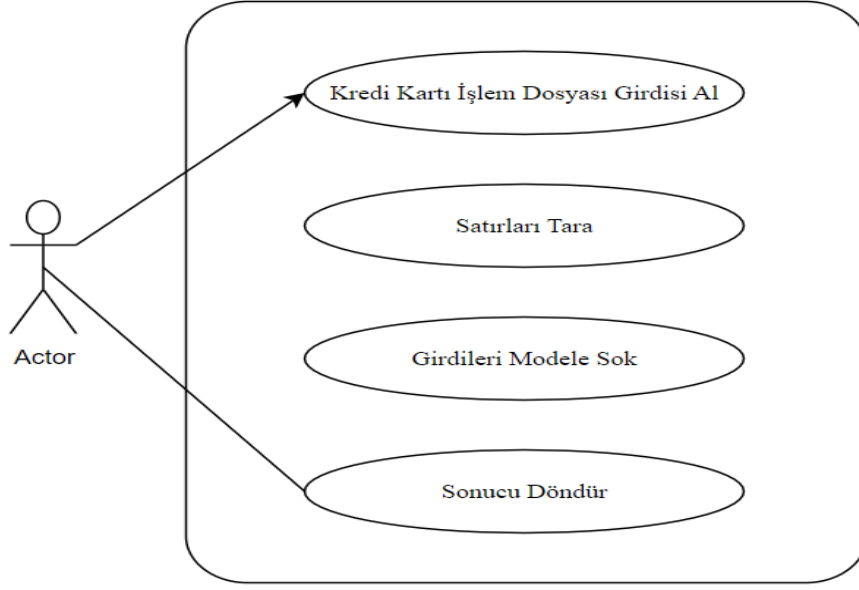 Kredi Kartı İşlem Dosyası Girdisi Al
Satırları Tara
Actor
Girdileri Modele Sok
Sonucu Döndür